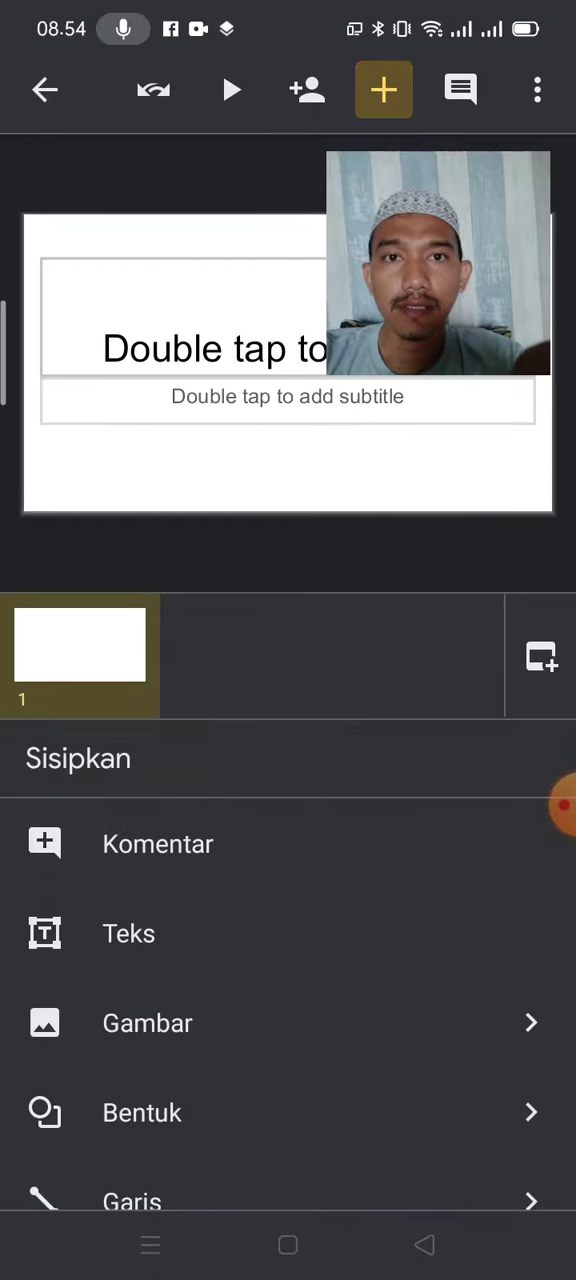 08.54
Double tap to
Double tap to add subtitle
1
Sisipkan
Komentar
Teks
Gambar
Bentuk
Garis